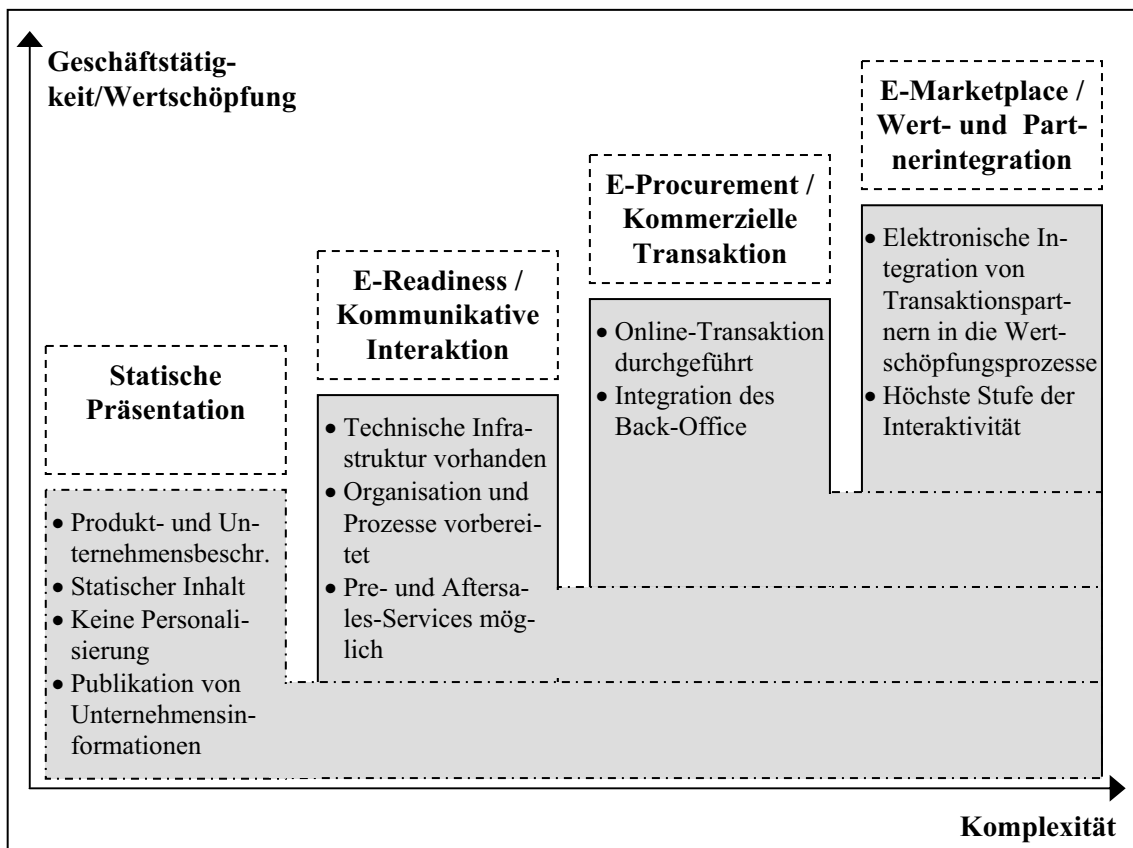 Geschäftstätig-
keit/Wertschöpfung
Statische
Präsentation
• Produkt- und Un-
ternehmensbeschr.
• Statischer Inhalt
• Keine Personali-
sierung
• Publikation von
Unternehmensin-
formationen
E-Readiness /
Kommunikative
Interaktion
• Technische Infra-
struktur vorhanden
• Organisation und
Prozesse vorberei-
tet
• Pre- und Aftersa-
les-Services mög-
lich
E-Procurement /
Kommerzielle
Transaktion
• Online-Transaktion
durchgeführt
• Integration des
Back-Office
E-Marketplace /
Wert- und Part-
nerintegration
• Elektronische In-
tegration von
Transaktionspart-
nern in die Wert-
schöpfungsprozesse
• Höchste Stufe der
Interaktivität
Komplexität